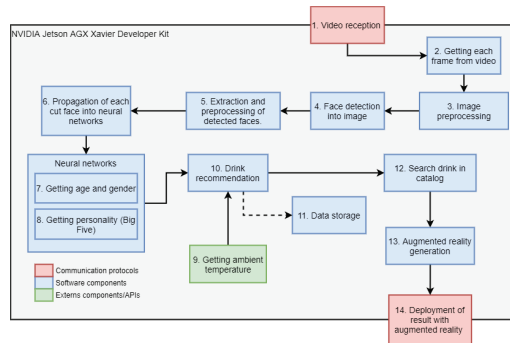 NVIDIA Jetson AGX Xavier Developer Kit
1. Video reception
2. Getting each
frame from video
3. Image
preprocessing
4. Face detection
into image
5. Extraction and
preprocessing of
detected faces.
6. Propagation of each
cut face into neural
networks
Neural networks
7. Getting age and gender
8. Getting personality (Big
Five)
9. Getting ambient
temperature
10. Drink
recommendation
11. Data storage
12. Search drink in
catalog
13. Augmented reality
generation
14. Deployment of
result with
augmented reality
Communication protocols
Software components
Externs components/APIs